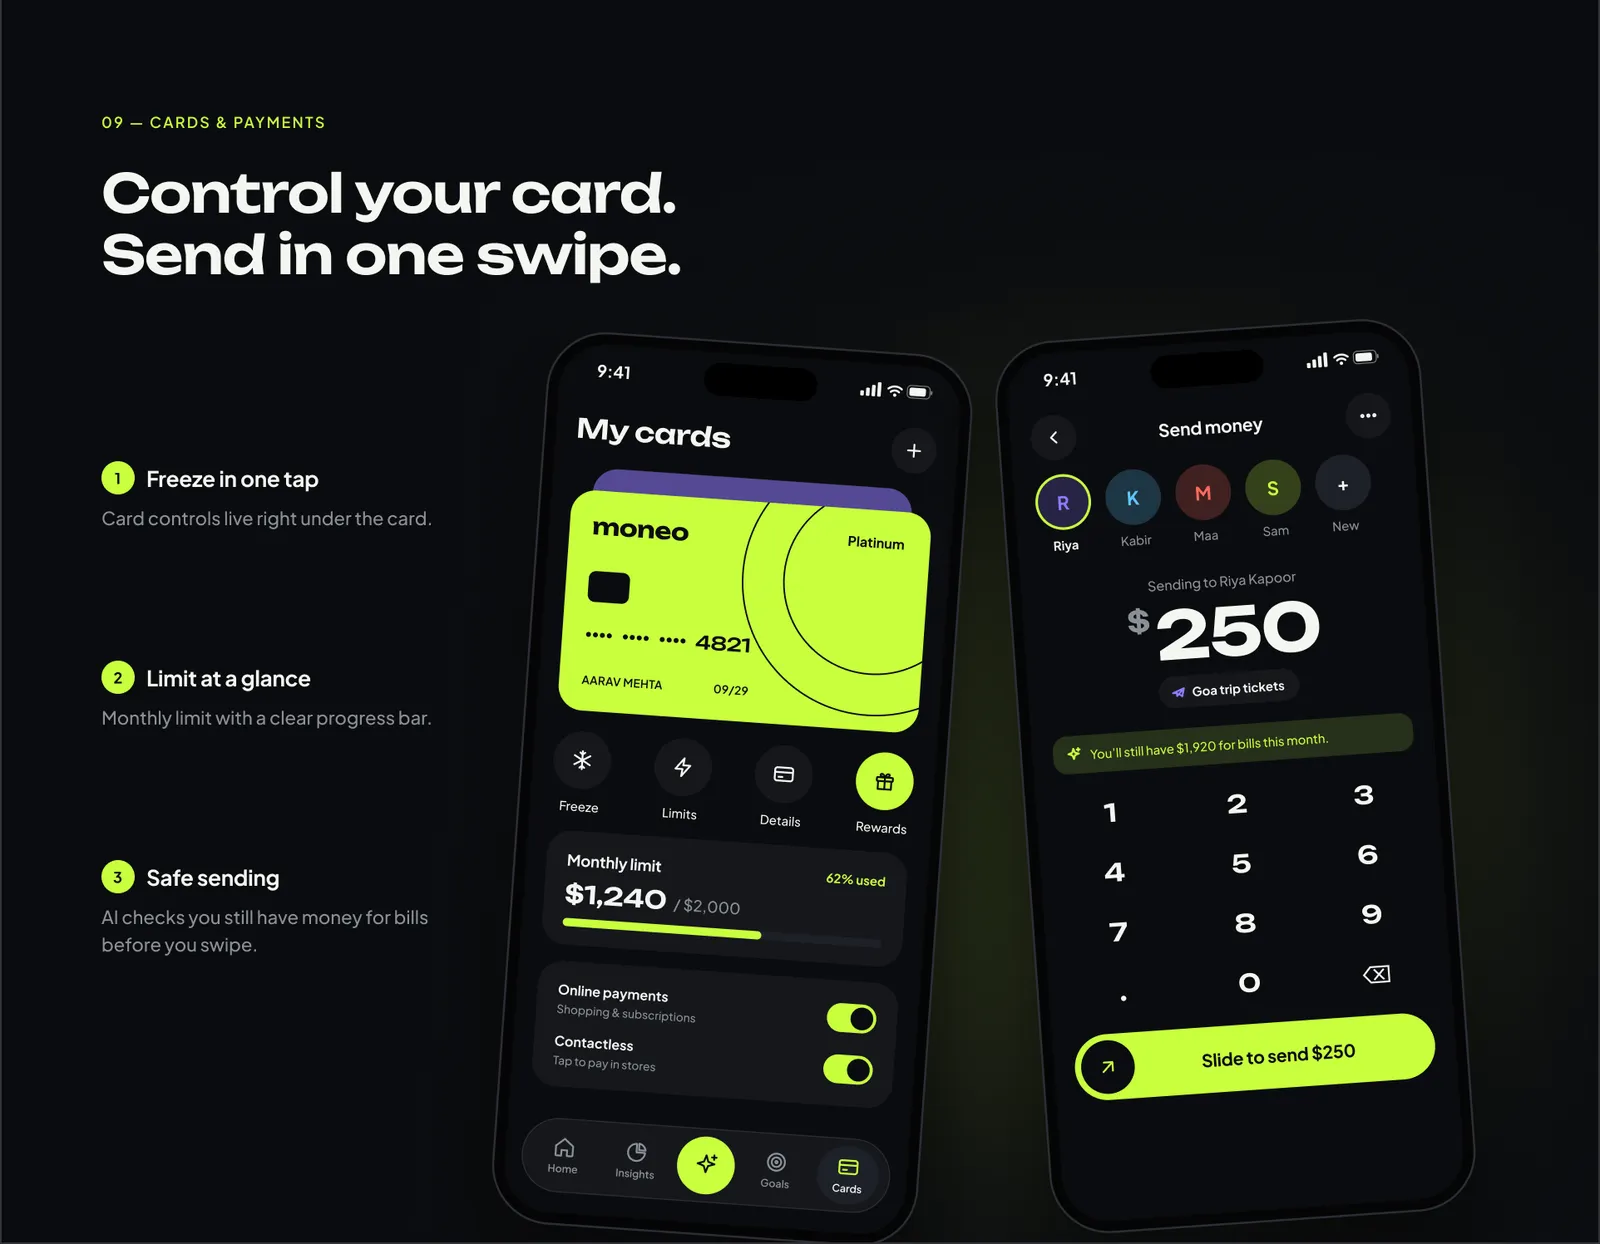 09 — CARDS & PAYMENTS
Control your card.
Send in one swipe.
1 Freeze in one tap
Card controls live right under the card.
2 Limit at a glance
Monthly limit with a clear progress bar.
3 Safe sending
AI checks you still have money for bills
before you swipe.
9:41
My cards
+
moneo
Platinum
•••• •••• •••• 4821
AARAV MEHTA 09/29
Freeze Limits Details Rewards
Monthly limit
62% used
$1,240 / $2,000
Online payments
Shopping & subscriptions
Contactless
Tap to pay in stores
Home Insights Goals Cards
9:41
Send money
R K M S +
Riya Kabir Maa Sam New
Sending to Riya Kapoor
$250
Goa trip tickets
You'll still have $1,920 for bills this month.
1 2 3
4 5 6
7 8 9
. 0
Slide to send $250